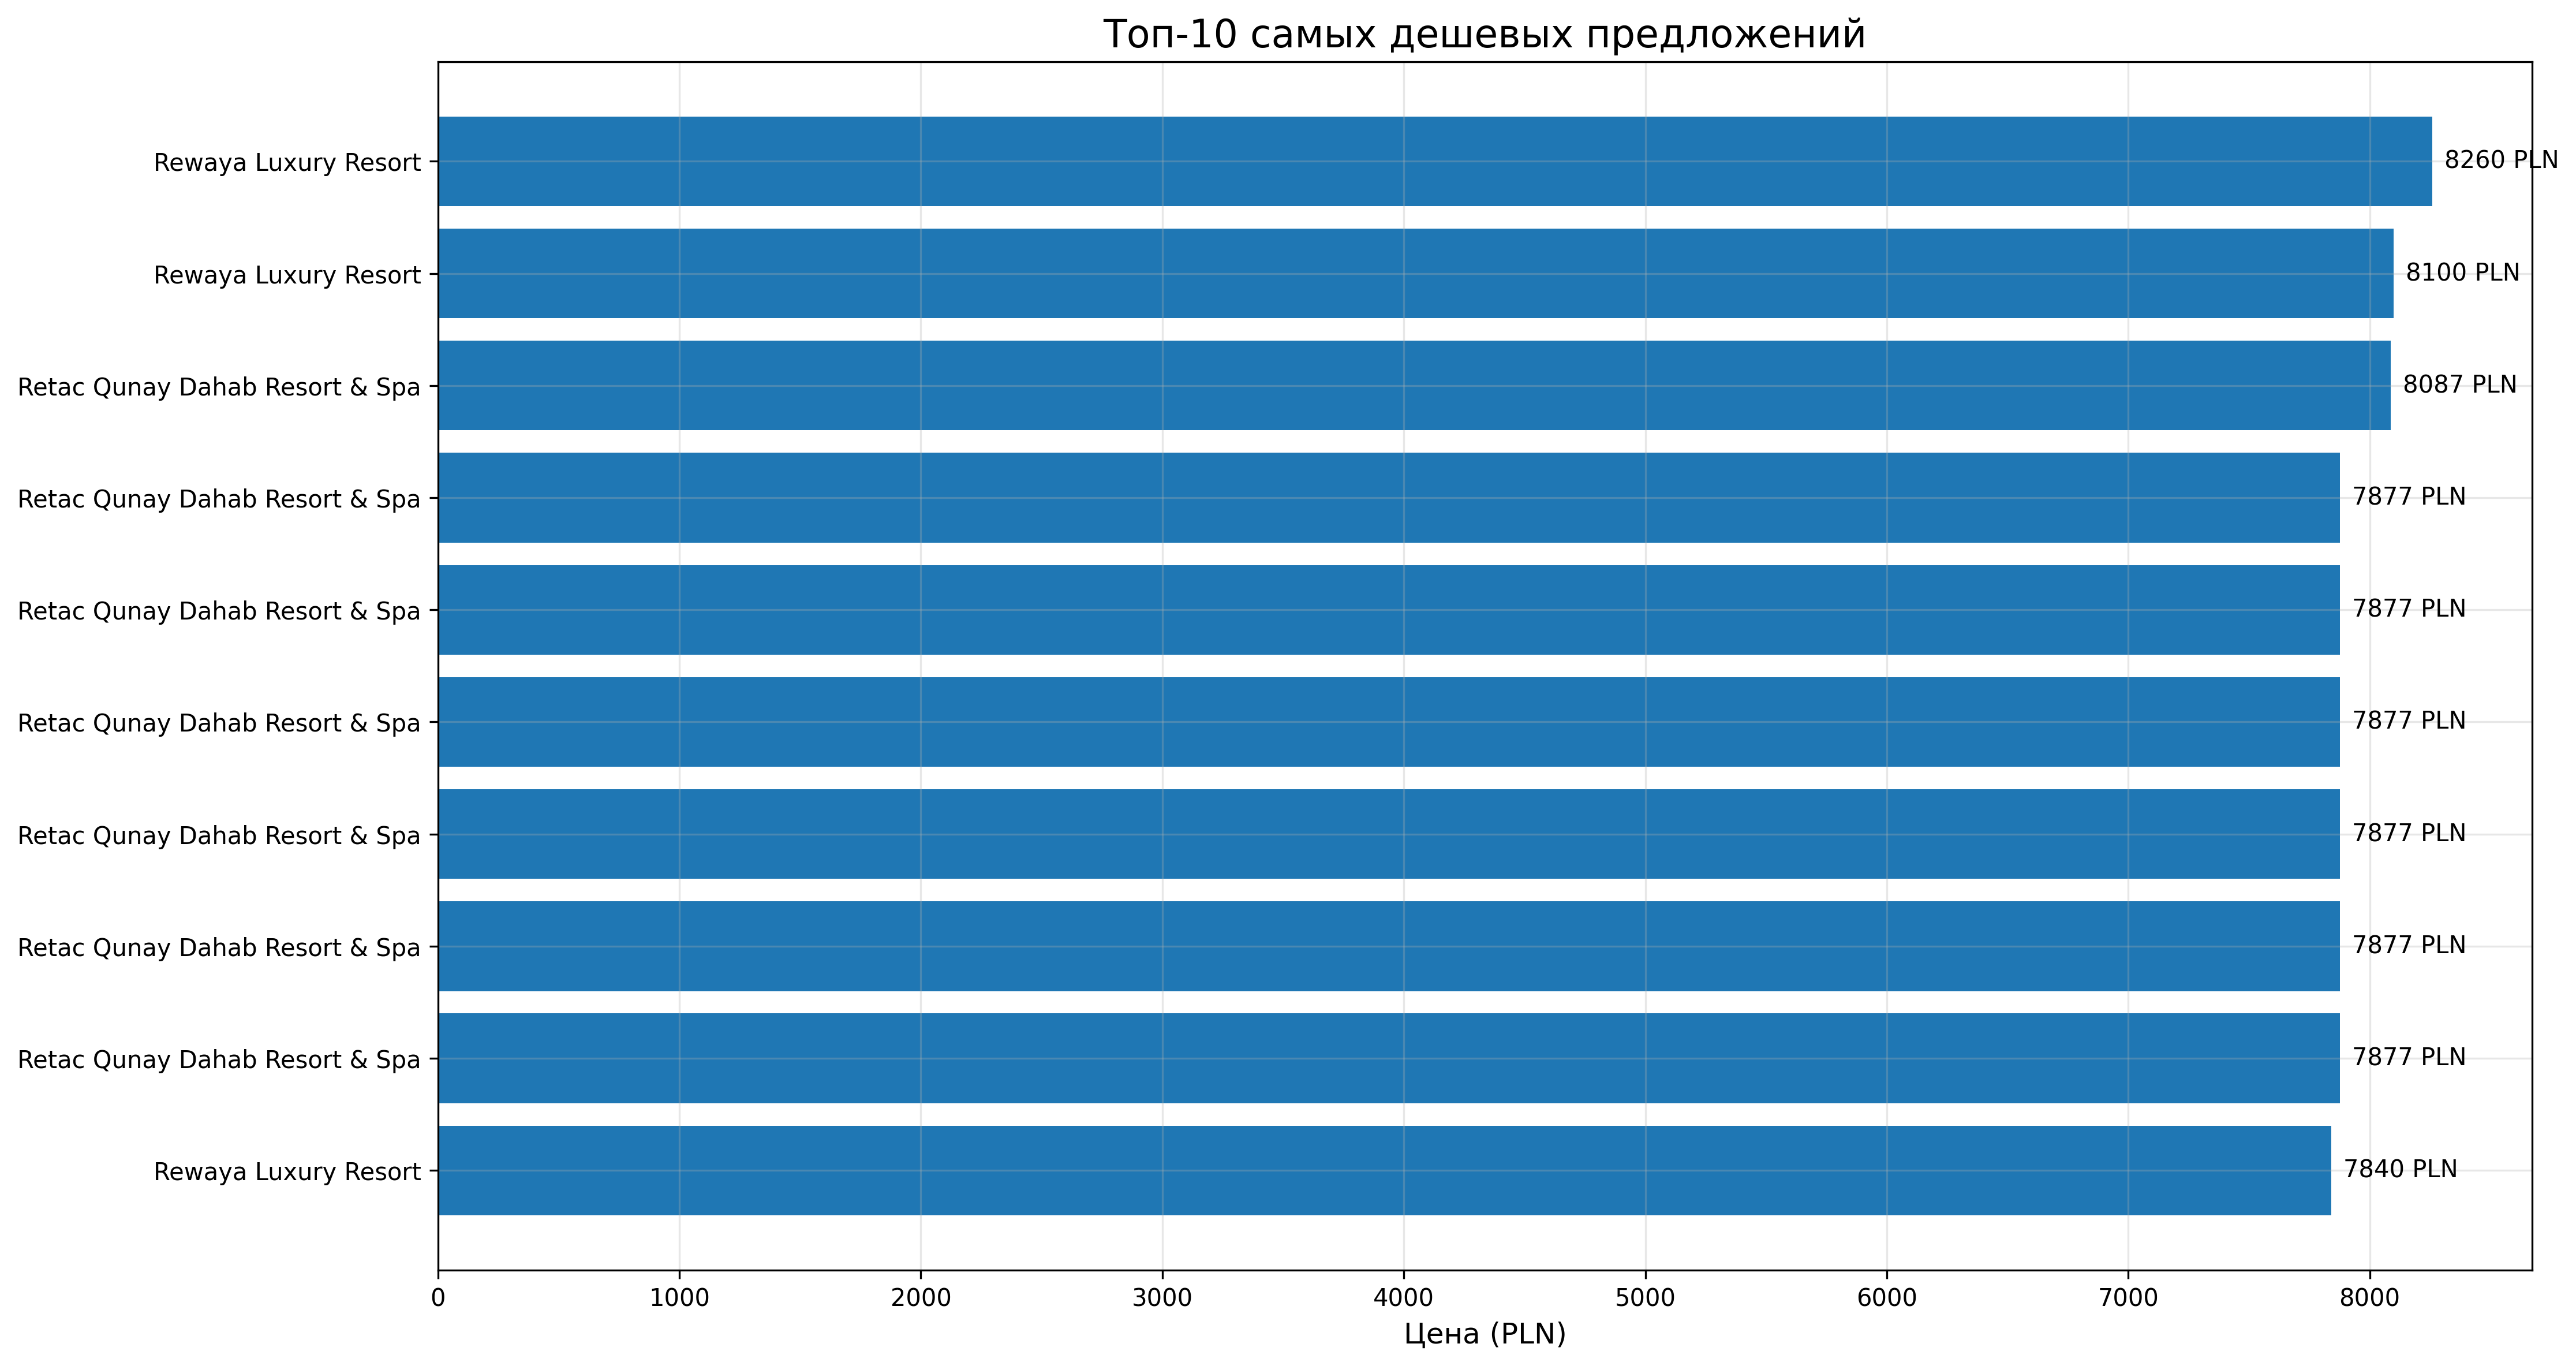 Топ-10 самых дешевых предложений
Rewaya Luxury Resort 8260 PLN
Rewaya Luxury Resort 8100 PLN
Retac Qunay Dahab Resort & Spa 8087 PLN
Retac Qunay Dahab Resort & Spa 7877 PLN
Retac Qunay Dahab Resort & Spa 7877 PLN
Retac Qunay Dahab Resort & Spa 7877 PLN
Retac Qunay Dahab Resort & Spa 7877 PLN
Retac Qunay Dahab Resort & Spa 7877 PLN
Retac Qunay Dahab Resort & Spa 7877 PLN
Rewaya Luxury Resort 7840 PLN
0 1000 2000 3000 4000 5000 6000 7000 8000
Цена (PLN)